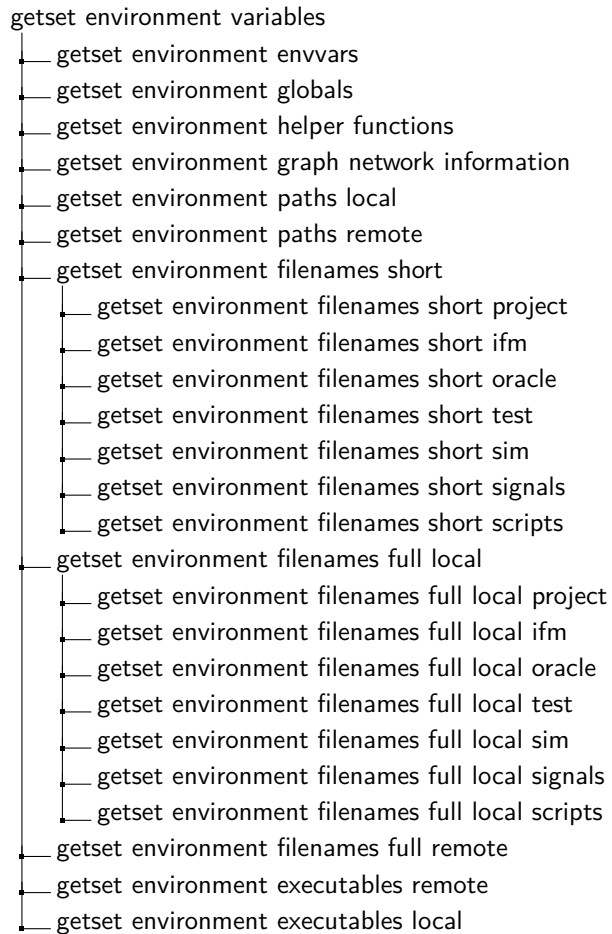 getset environment variables
getset environment envvars
getset environment globals
getset environment helper functions
getset environment graph network information
getset environment paths local
getset environment paths remote
getset environment filenames short
getset environment filenames short project
getset environment filenames short ifm
getset environment filenames short oracle
getset environment filenames short test
getset environment filenames short sim
getset environment filenames short signals
getset environment filenames short scripts
getset environment filenames full local
getset environment filenames full local project
getset environment filenames full local ifm
getset environment filenames full local oracle
getset environment filenames full local test
getset environment filenames full local sim
getset environment filenames full local signals
getset environment filenames full local scripts
getset environment filenames full remote
getset environment executables remote
getset environment executables local